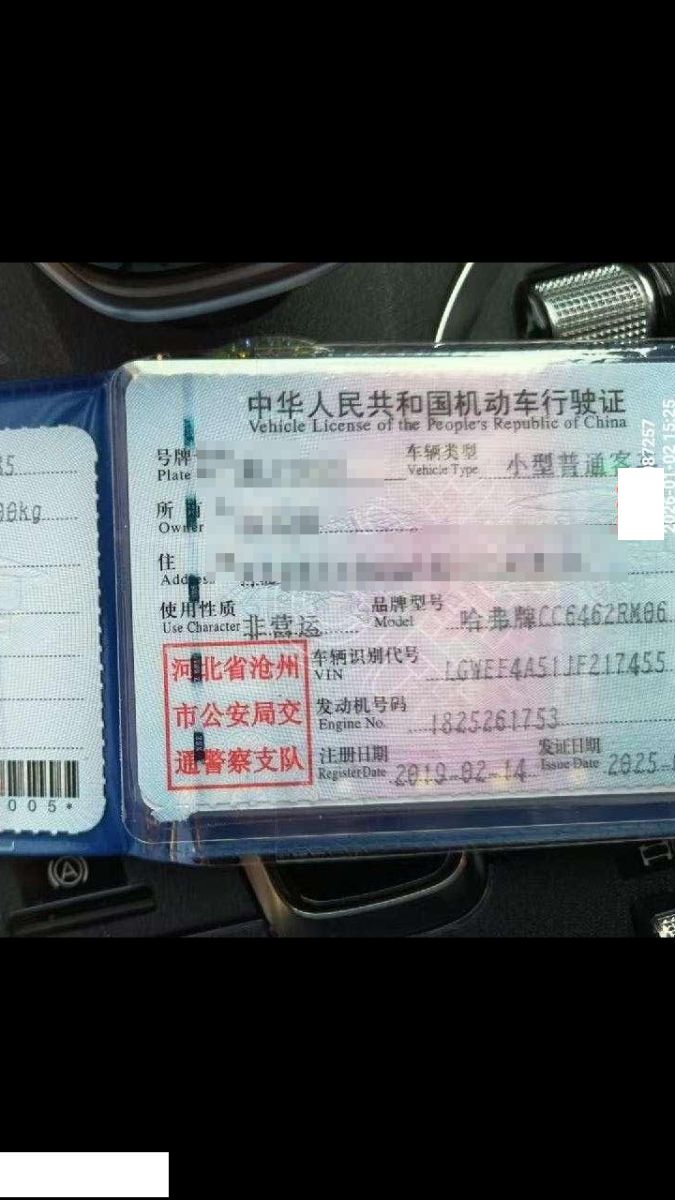 中华人民共和国机动车行驶证
Vehicle License of the People's Republic of China
号牌
Plate
车辆类型
Vehicle Type
小型普通客
所 有
Owner
住
Address
使用性质
Use Character
非营运
品牌型号
Model
哈弗牌CC6462RM06
河北省沧州
市公安局交
通警察支队
车辆识别代号
VIN
LGWEF4A51JF217455
发动机号码
Engine No.
1825261753
注册日期
Register Date
2019-02-14
发证日期
Issue Date
2025-
00kg
005*
87257
15:25